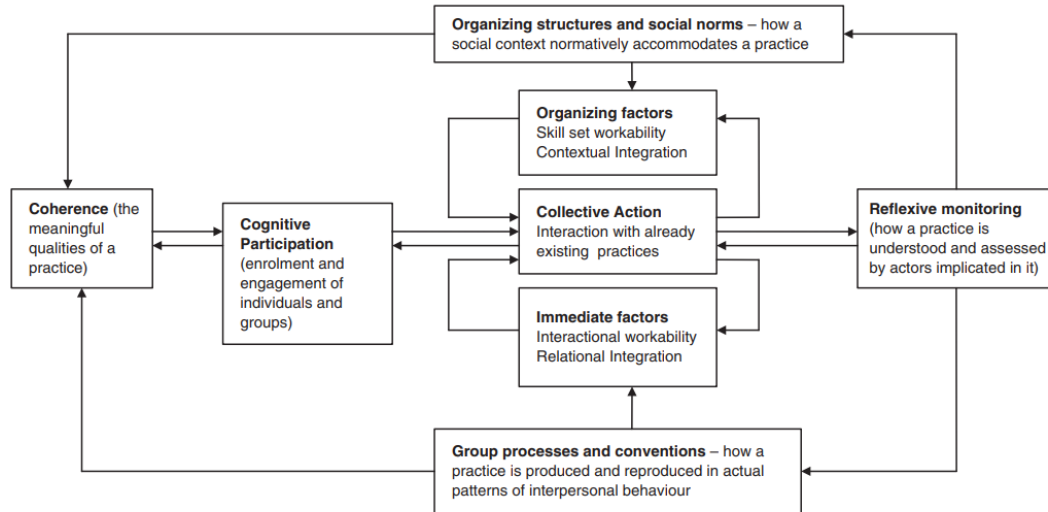 Organizing structures and social norms – how a
social context normatively accommodates a practice
Organizing factors
Skill set workability
Contextual Integration
Coherence (the
meaningful
qualities of a
practice)
Cognitive
Participation
(enrolment and
engagement of
individuals and
groups)
Collective Action
Interaction with already
existing practices
Reflexive monitoring
(how a practice is
understood and assessed
by actors implicated in it)
Immediate factors
Interactional workability
Relational Integration
Group processes and conventions – how a
practice is produced and reproduced in actual
patterns of interpersonal behaviour